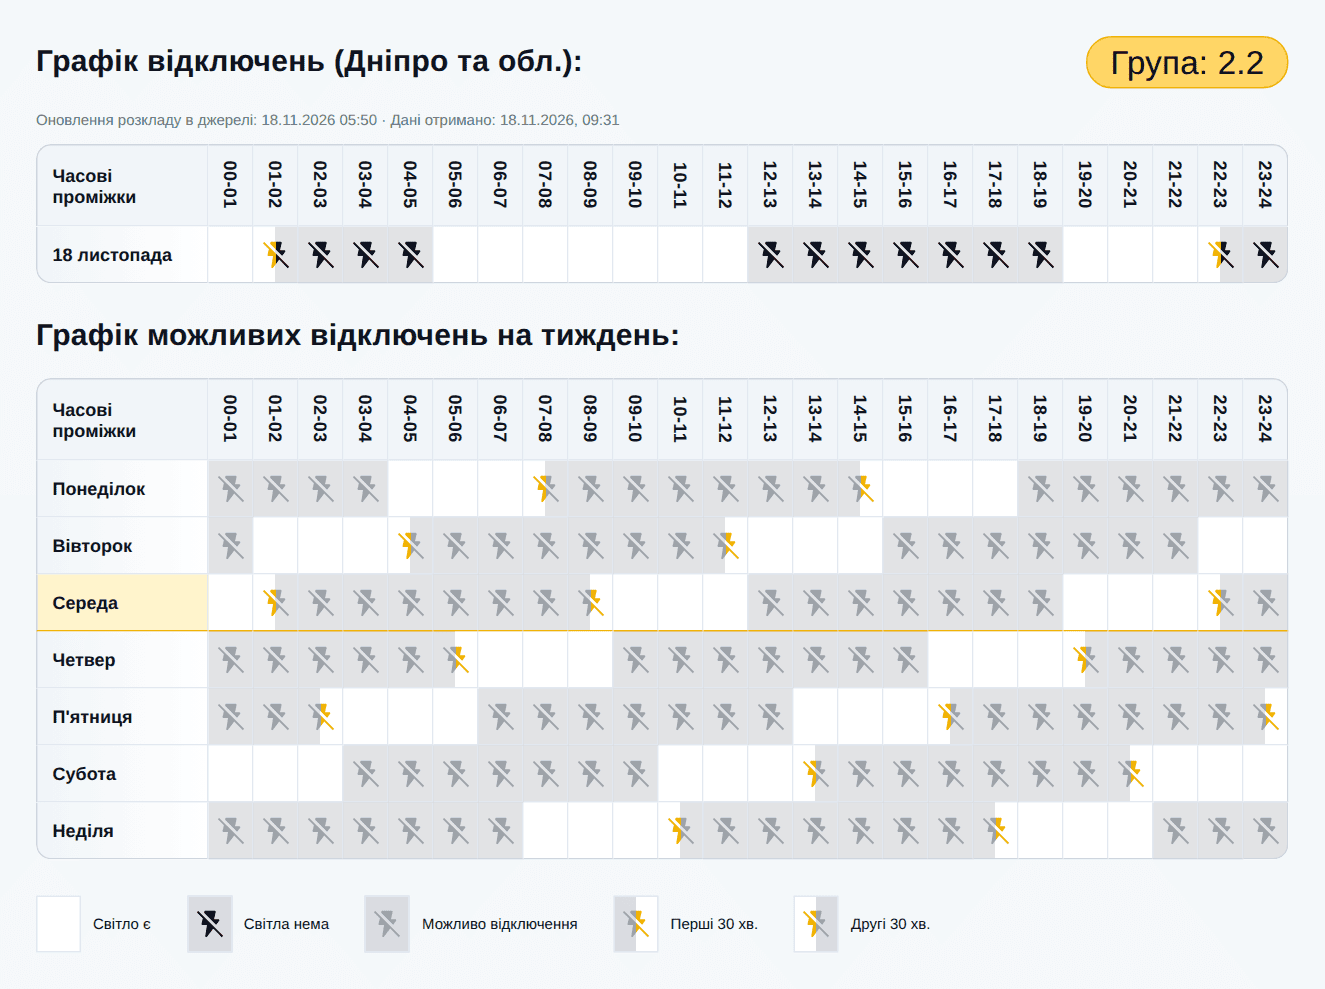 Графік відключень (Дніпро та обл.):
Група: 2.2
Оновлення розкладу в джерелі: 18.11.2026 05:50 · Дані отримано: 18.11.2026, 09:31
Часові проміжки 00-01 01-02 02-03 03-04 04-05 05-06 06-07 07-08 08-09 09-10 10-11 11-12 12-13 13-14 14-15 15-16 16-17 17-18 18-19 19-20 20-21 21-22 22-23 23-24
18 листопада
Графік можливих відключень на тиждень:
Часові проміжки 00-01 01-02 02-03 03-04 04-05 05-06 06-07 07-08 08-09 09-10 10-11 11-12 12-13 13-14 14-15 15-16 16-17 17-18 18-19 19-20 20-21 21-22 22-23 23-24
Понеділок
Вівторок
Середа
Четвер
П'ятниця
Субота
Неділя
Світло є Світла нема Можливо відключення Перші 30 хв. Другі 30 хв.